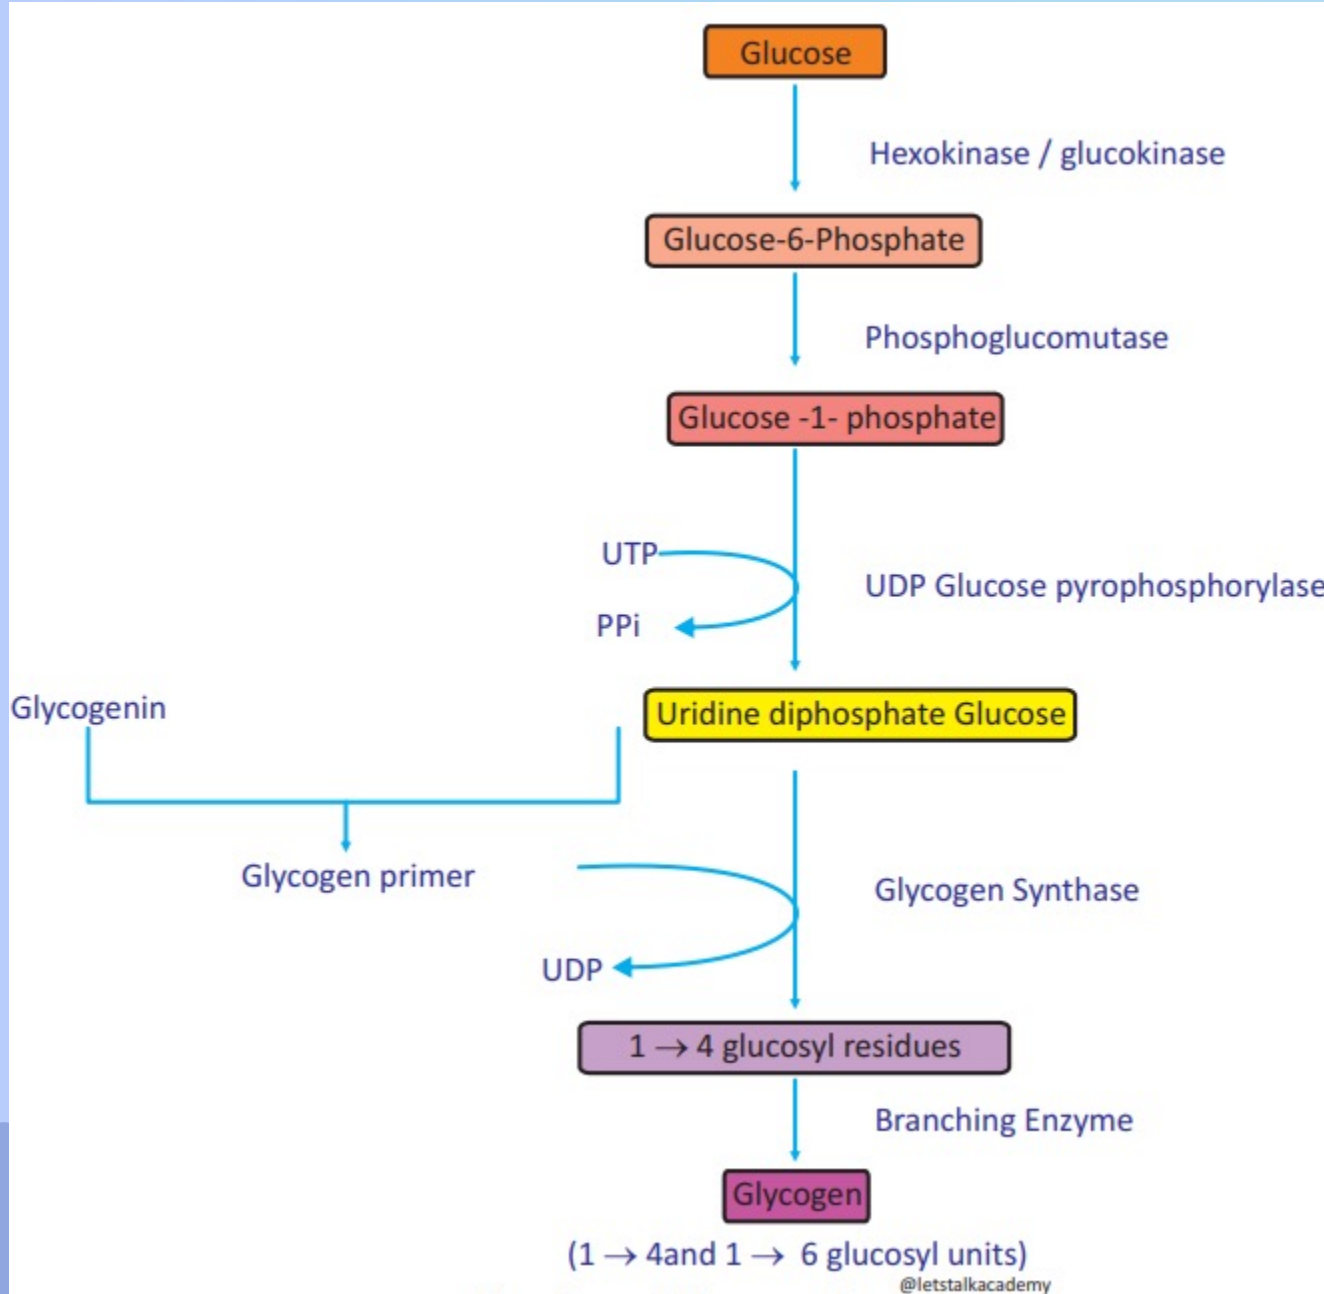 Glucose
Hexokinase / glucokinase
Glucose-6-Phosphate
Phosphoglucomutase
Glucose -1- phosphate
UTP
UDP Glucose pyrophosphorylase
PPi
Glycogenin
Uridine diphosphate Glucose
Glycogen primer
Glycogen Synthase
UDP
1 → 4 glucosyl residues
Branching Enzyme
Glycogen
(1 → 4and 1 → 6 glucosyl units)
@letstalkacademy